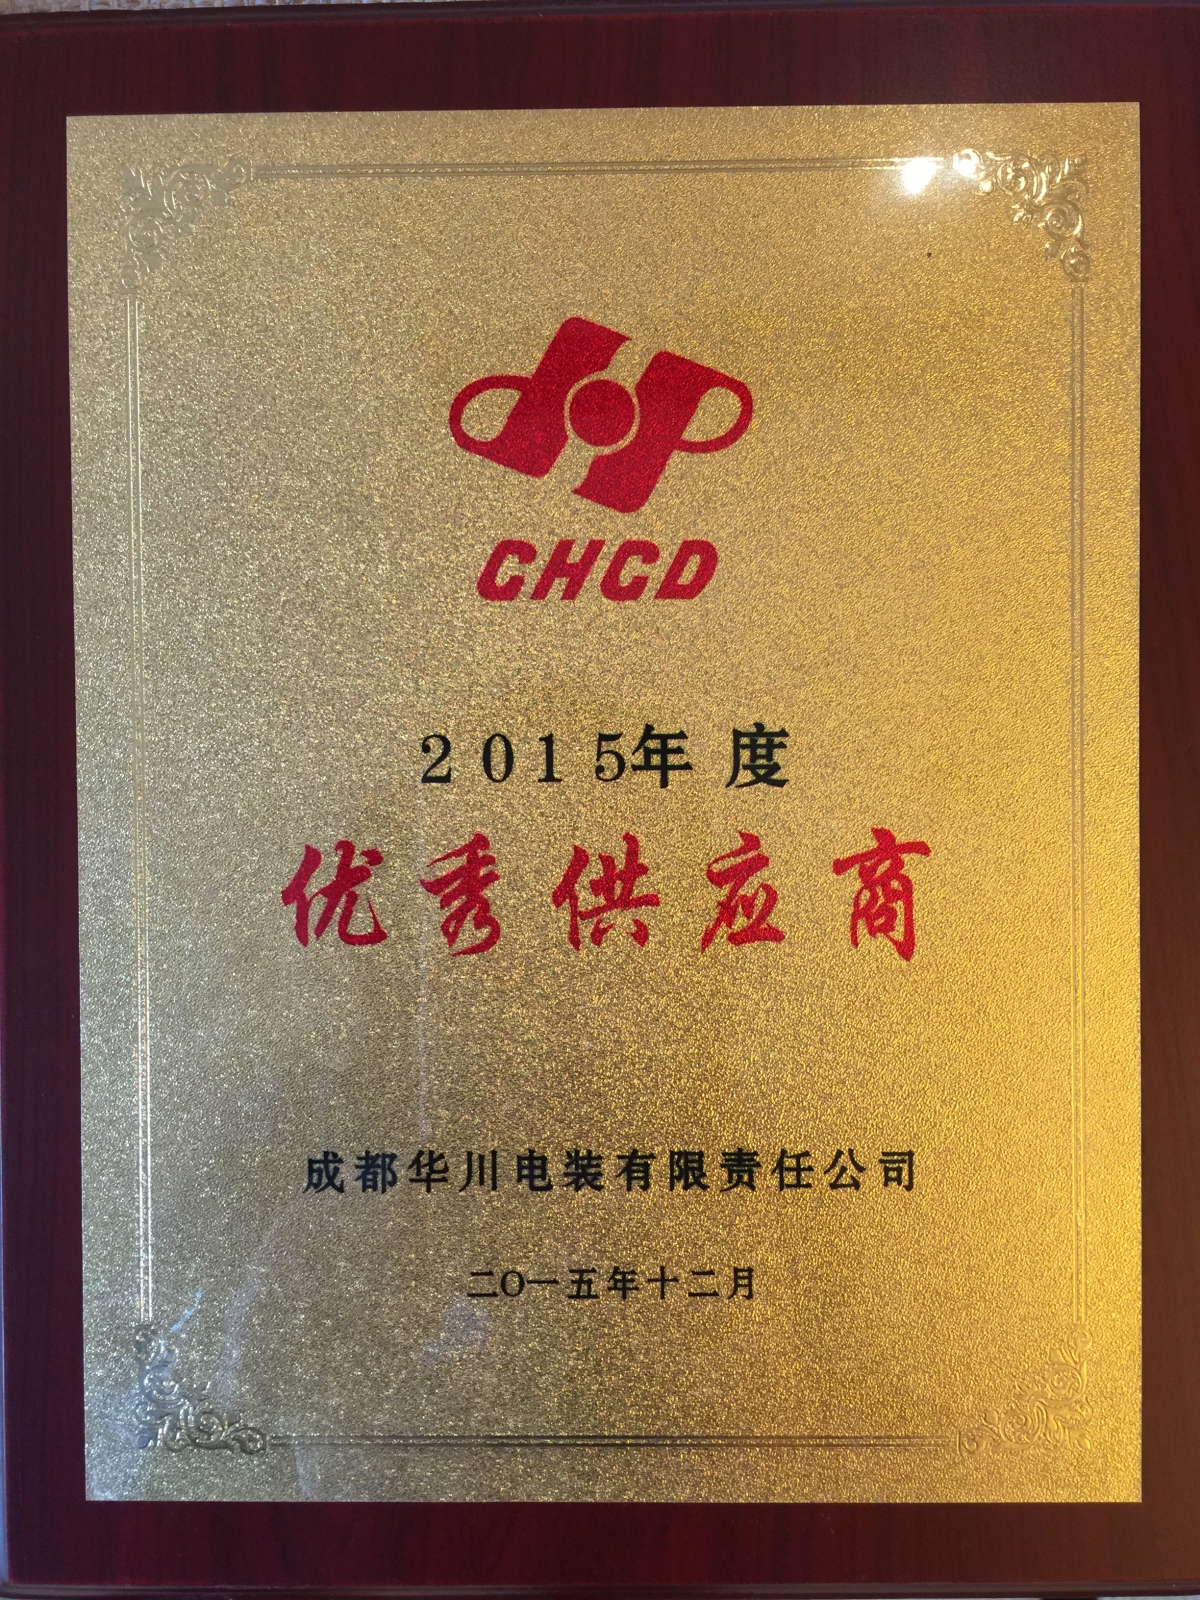 CHCD
2015年度
优秀供应商
成都华川电装有限责任公司
二〇一五年十二月